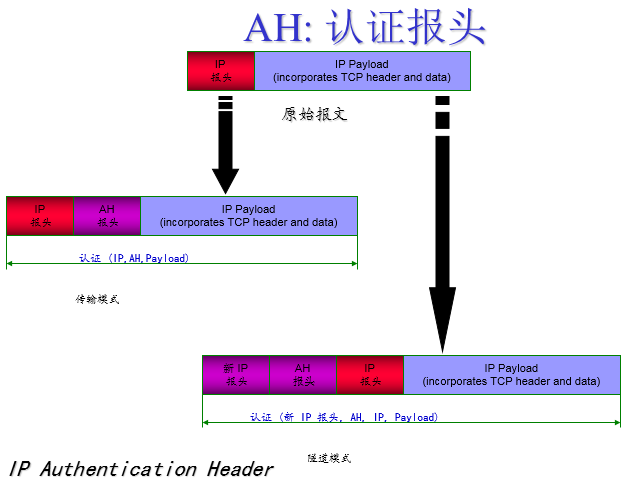 AH: 认证报头
IP
报头
IP Payload
(incorporates TCP header and data)
原始报文
IP
报头
AH
报头
IP Payload
(incorporates TCP header and data)
认证 (IP,AH,Payload)
传输模式
新 IP
报头
AH
报头
IP
报头
IP Payload
(incorporates TCP header and data)
认证 (新 IP 报头, AH, IP, Payload)
隧道模式
IP Authentication Header